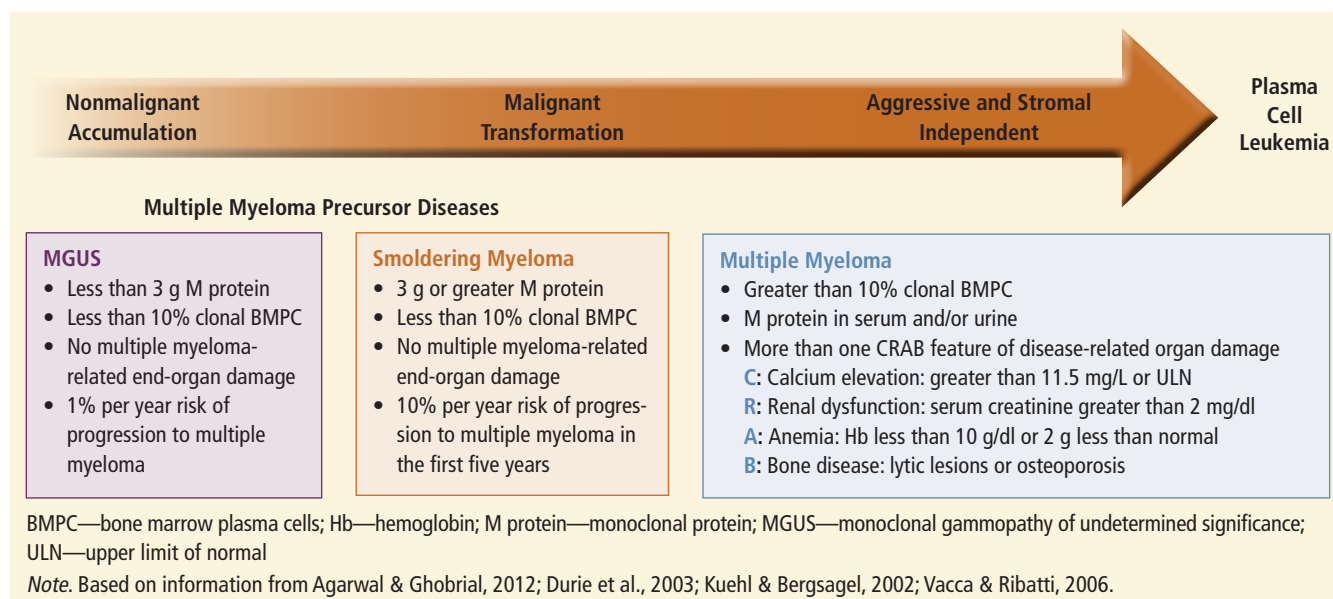 Nonmalignant
Accumulation
Malignant
Transformation
Aggressive and Stromal
Independent
Plasma
Cell
Leukemia
Multiple Myeloma Precursor Diseases
MGUS
• Less than 3 g M protein
• Less than 10% clonal BMPC
• No multiple myeloma-
related end-organ damage
• 1% per year risk of
progression to multiple
myeloma
Smoldering Myeloma
• 3 g or greater M protein
• Less than 10% clonal BMPC
• No multiple myeloma-related
end-organ damage
• 10% per year risk of progres-
sion to multiple myeloma in
the first five years
Multiple Myeloma
• Greater than 10% clonal BMPC
• M protein in serum and/or urine
• More than one CRAB feature of disease-related organ damage
C: Calcium elevation: greater than 11.5 mg/L or ULN
R: Renal dysfunction: serum creatinine greater than 2 mg/dl
A: Anemia: Hb less than 10 g/dl or 2 g less than normal
B: Bone disease: lytic lesions or osteoporosis
BMPC—bone marrow plasma cells; Hb—hemoglobin; M protein—monoclonal protein; MGUS—monoclonal gammopathy of undetermined significance;
ULN—upper limit of normal
Note. Based on information from Agarwal & Ghobrial, 2012; Durie et al., 2003; Kuehl & Bergsagel, 2002; Vacca & Ribatti, 2006.